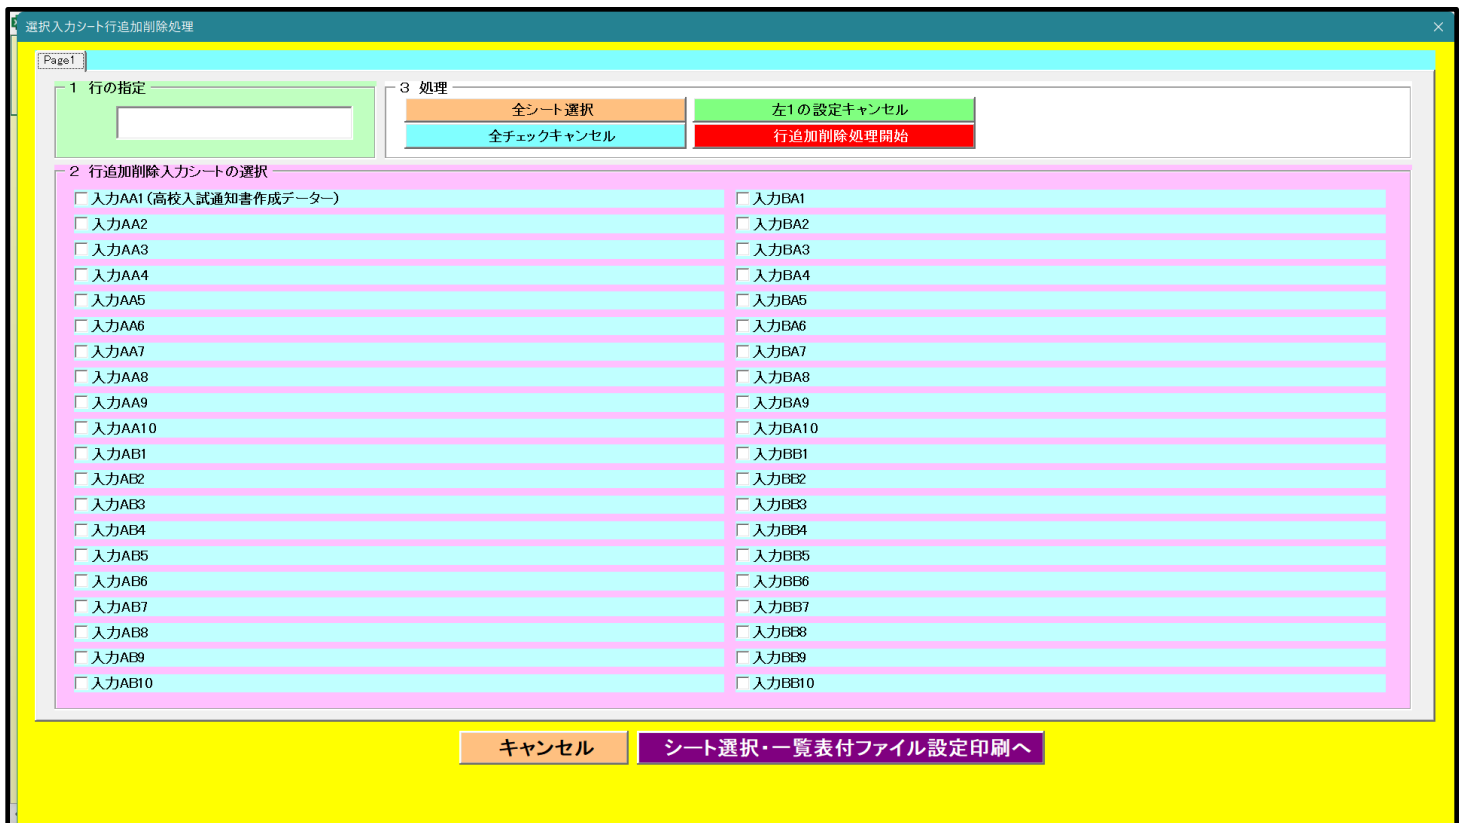 選択入力シート行追加削除処理
Page1
1 行の指定
3 処理
全シート選択
左1の設定キャンセル
全チェックキャンセル
行追加削除処理開始
2 行追加削除入力シートの選択
入力AA1(高校入試通知書作成データー)
入力AA2
入力AA3
入力AA4
入力AA5
入力AA6
入力AA7
入力AA8
入力AA9
入力AA10
入力AB1
入力AB2
入力AB3
入力AB4
入力AB5
入力AB6
入力AB7
入力AB8
入力AB9
入力AB10
入力BA1
入力BA2
入力BA3
入力BA4
入力BA5
入力BA6
入力BA7
入力BA8
入力BA9
入力BA10
入力BB1
入力BB2
入力BB3
入力BB4
入力BB5
入力BB6
入力BB7
入力BB8
入力BB9
入力BB10
キャンセル
シート選択・一覧表付ファイル設定印刷へ